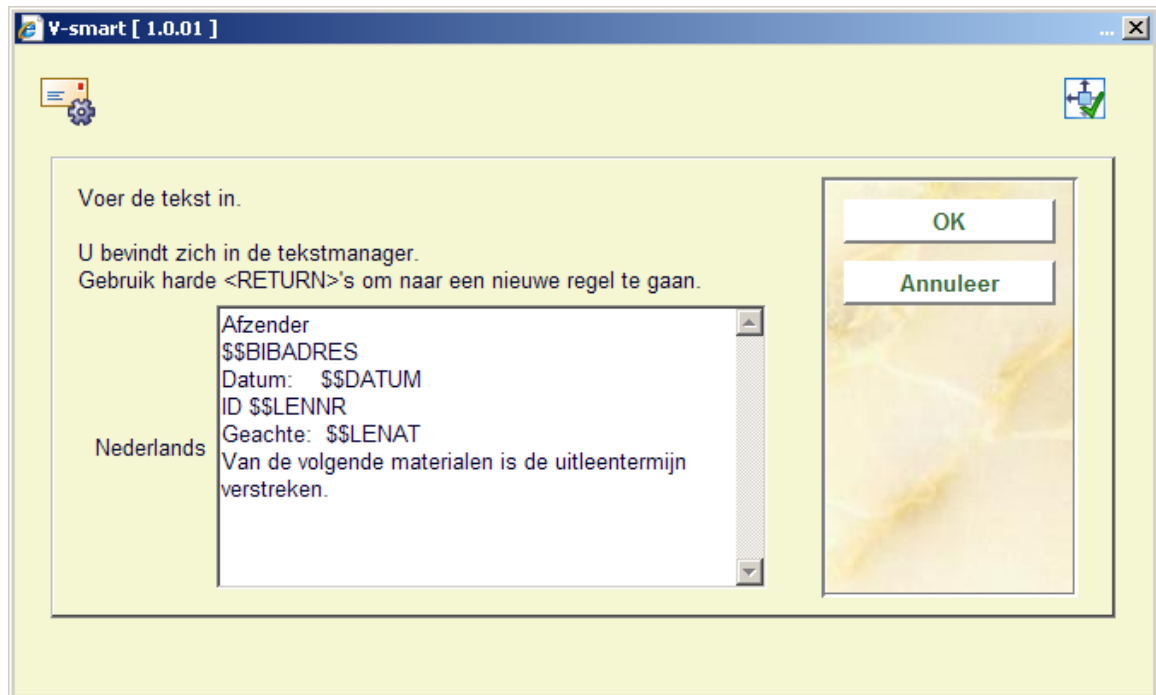 V-smart [ 1.0.01 ]
Voer de tekst in.
U bevindt zich in de tekstmanager.
Gebruik harde <RETURN>'s om naar een nieuwe regel te gaan.
Nederlands
Afzender
$$BIBADRES
Datum:    $$DATUM
ID $$LENNR
Geachte:  $$LENAT
Van de volgende materialen is de uitleentermijn
verstreken.
OK
Annuleer